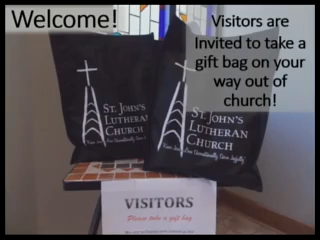 Welcome!
Visitors are
Invited to take a
gift bag on your
way out of
church!
ST. JOHN'S
LUTHERAN
CHURCH
ST. JOHN'S
LUTHERAN
CHURCH
VISITORS
Please take a gift bag